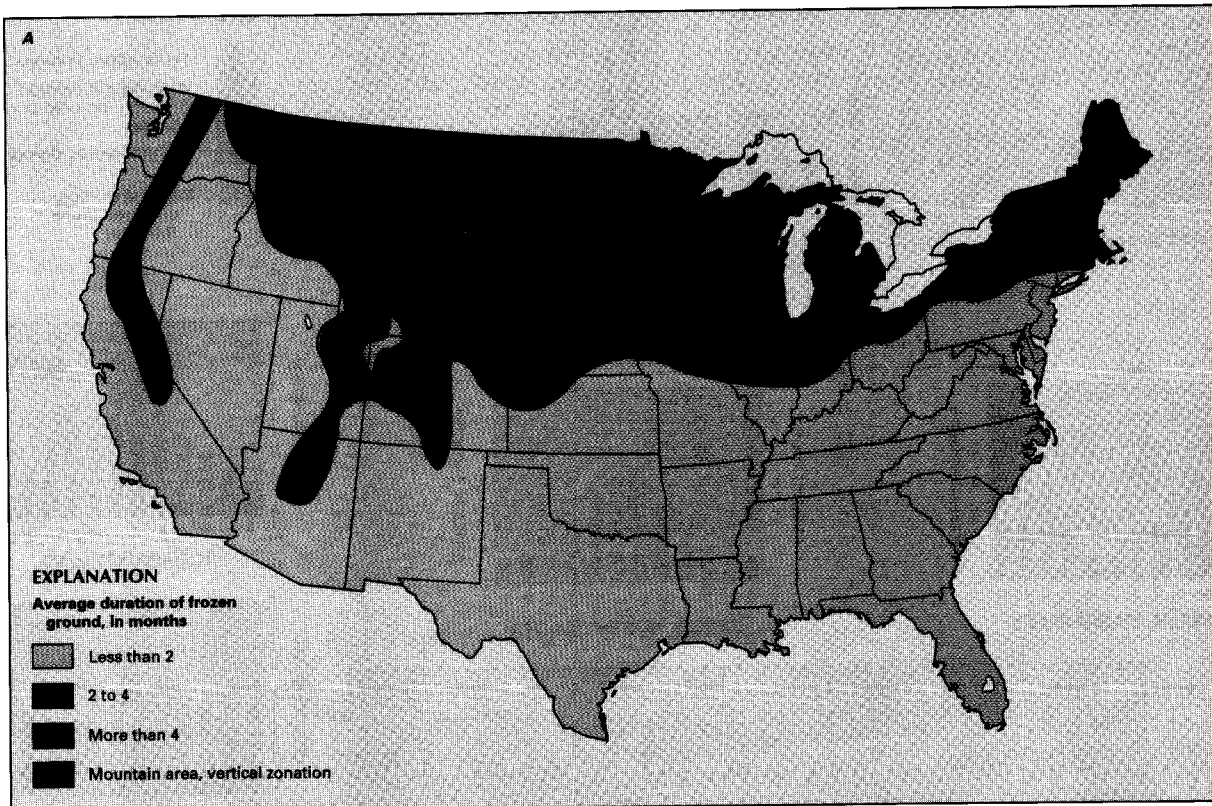 A
EXPLANATION
Average duration of frozen
ground, in months
Less than 2
2 to 4
More than 4
Mountain area, vertical zonation